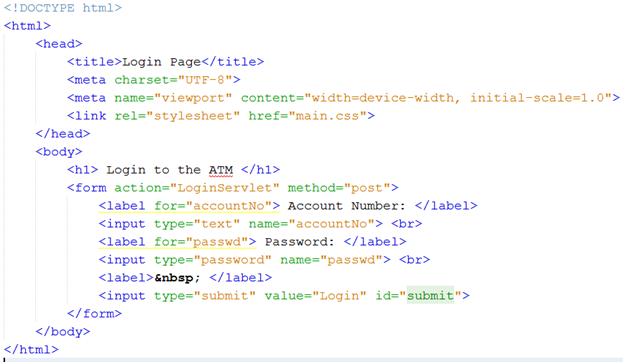 <!DOCTYPE html>
<html>
<head>
<title>Login Page</title>
<meta charset="UTF-8">
<meta name="viewport" content="width=device-width, initial-scale=1.0">
<link rel="stylesheet" href="main.css">
</head>
<body>
<h1> Login to the ATM </h1>
<form action="LoginServlet" method="post">
<label for="accountNo"> Account Number: </label>
<input type="text" name="accountNo"> <br>
<label for="passwd"> Password: </label>
<input type="password" name="passwd"> <br>
<label>&nbsp; </label>
<input type="submit" value="Login" id="submit">
</form>
</body>
</html>